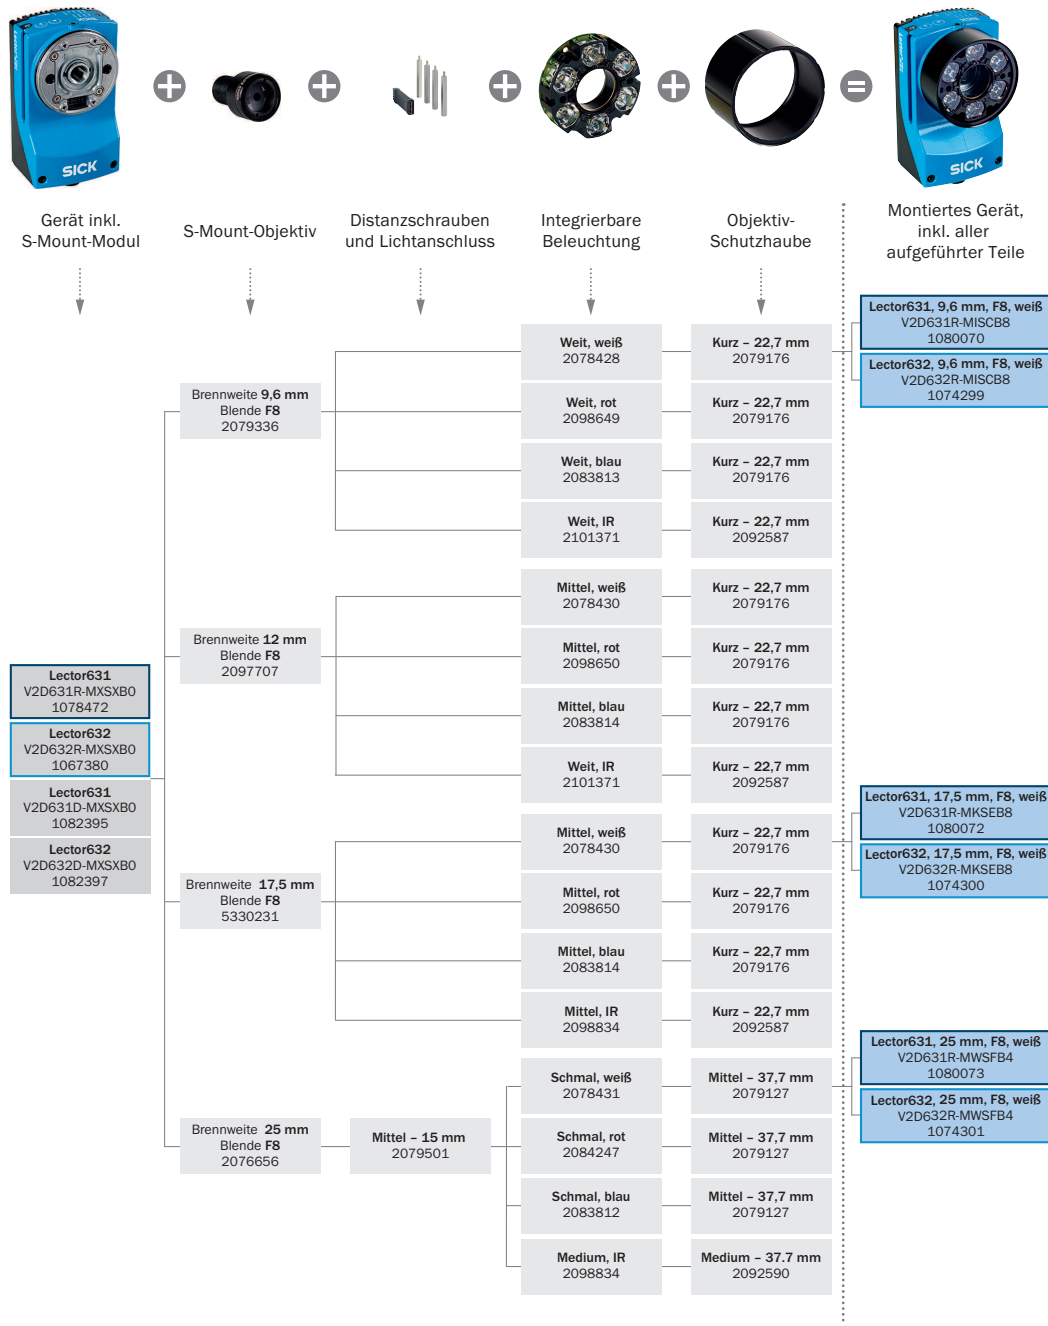 SICK
SICK
Gerät inkl.
S-Mount-Modul
S-Mount-Objektiv
Distanzschrauben
und Lichtanschluss
Integrierbare
Beleuchtung
Objektiv-
Schutzhaube
Montiertes Gerät,
inkl. aller
aufgeführter Teile
Lector631
V2D631R-MXSXB0
1078472
Lector632
V2D632R-MXSXB0
1067380
Lector631
V2D631D-MXSXB0
1082395
Lector632
V2D632D-MXSXB0
1082397
Brennweite 9,6 mm
Blende F8
2079336
Weit, weiß
2078428
Kurz – 22,7 mm
2079176
Lector631, 9,6 mm, F8, weiß
V2D631R-MISCB8
1080070
Lector632, 9,6 mm, F8, weiß
V2D632R-MISCB8
1074299
Weit, rot
2098649
Kurz – 22,7 mm
2079176
Weit, blau
2083813
Kurz – 22,7 mm
2079176
Weit, IR
2101371
Kurz – 22,7 mm
2092587
Brennweite 12 mm
Blende F8
2097707
Mittel, weiß
2078430
Kurz – 22,7 mm
2079176
Mittel, rot
2098650
Kurz – 22,7 mm
2079176
Mittel, blau
2083814
Kurz – 22,7 mm
2079176
Weit, IR
2101371
Kurz – 22,7 mm
2092587
Brennweite 17,5 mm
Blende F8
5330231
Mittel, weiß
2078430
Kurz – 22,7 mm
2079176
Lector631, 17,5 mm, F8, weiß
V2D631R-MKSEB8
1080072
Lector632, 17,5 mm, F8, weiß
V2D632R-MKSEB8
1074300
Mittel, rot
2098650
Kurz – 22,7 mm
2079176
Mittel, blau
2083814
Kurz – 22,7 mm
2079176
Mittel, IR
2098834
Kurz – 22,7 mm
2092587
Brennweite 25 mm
Blende F8
2076656
Mittel – 15 mm
2079501
Schmal, weiß
2078431
Mittel – 37,7 mm
2079127
Lector631, 25 mm, F8, weiß
V2D631R-MWSFB4
1080073
Lector632, 25 mm, F8, weiß
V2D632R-MWSFB4
1074301
Schmal, rot
2084247
Mittel – 37,7 mm
2079127
Schmal, blau
2083812
Mittel – 37,7 mm
2079127
Medium, IR
2098834
Medium – 37.7 mm
2092590